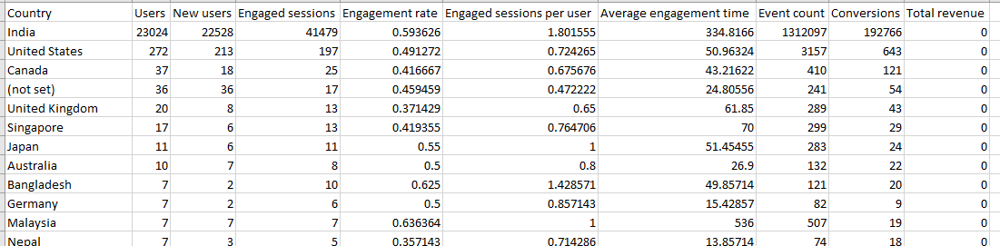 Country Users New users Engaged sessions Engagement rate Engaged sessions per user Average engagement time Event count Conversions Total revenue
India 23024 22528 41479 0.593626 1.801555 334.8166 1312097 192766 0
United States 272 213 197 0.491272 0.724265 50.96324 3157 643 0
Canada 37 18 25 0.416667 0.675676 43.21622 410 121 0
(not set) 36 36 17 0.459459 0.472222 24.80556 241 54 0
United Kingdom 20 8 13 0.371429 0.65 61.85 289 43 0
Singapore 17 6 13 0.419355 0.764706 70 299 29 0
Japan 11 6 11 0.55 1 51.45455 283 24 0
Australia 10 7 8 0.5 0.8 26.9 132 22 0
Bangladesh 7 2 10 0.625 1.428571 49.85714 121 20 0
Germany 7 2 6 0.5 0.857143 15.42857 82 9 0
Malaysia 7 7 7 0.636364 1 536 507 19 0
Nepal 7 3 5 0.357143 0.714286 13.85714 74 18 0